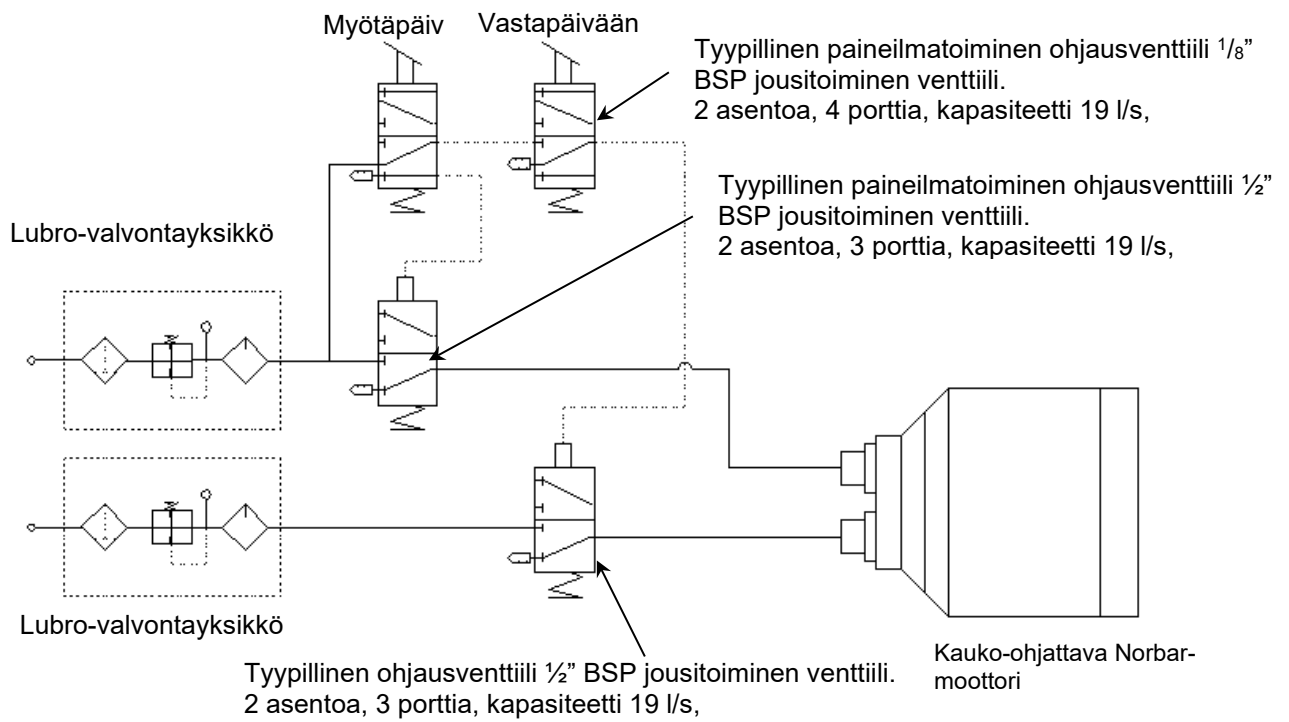 Myötäpäiv
Vastapäivään
Tyypillinen paineilmatoiminen ohjausventtiili ¹/₈”
BSP jousitoiminen venttiili.
2 asentoa, 4 porttia, kapasiteetti 19 l/s,
Tyypillinen paineilmatoiminen ohjausventtiili ½”
BSP jousitoiminen venttiili.
2 asentoa, 3 porttia, kapasiteetti 19 l/s,
Lubro-valvontayksikkö
Lubro-valvontayksikkö
Kauko-ohjattava Norbar-
moottori
Tyypillinen ohjausventtiili ½” BSP jousitoiminen venttiili.
2 asentoa, 3 porttia, kapasiteetti 19 l/s,